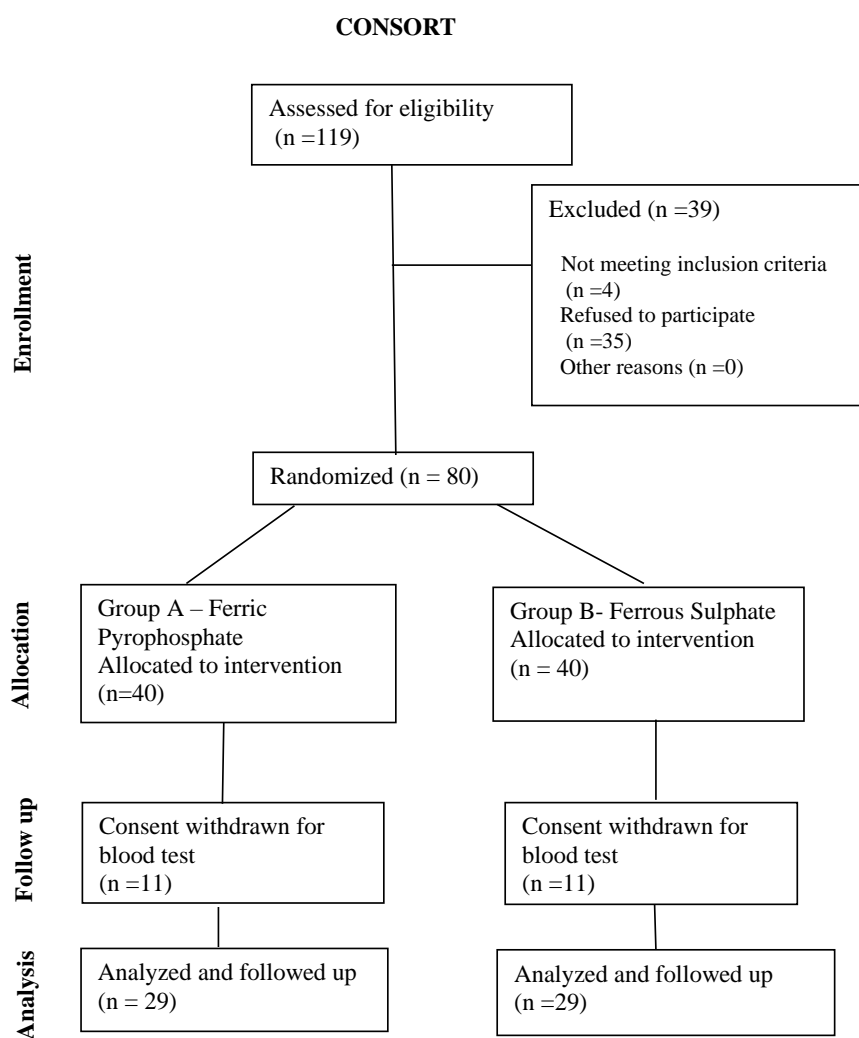 CONSORT
Assessed for eligibility
(n =119)
Enrollment
Excluded (n =39)
Not meeting inclusion criteria
(n =4)
Refused to participate
(n =35)
Other reasons (n =0)
Randomized (n = 80)
Allocation
Group A – Ferric
Pyrophosphate
Allocated to intervention
(n=40)
Group B- Ferrous Sulphate
Allocated to intervention
(n = 40)
Follow up
Consent withdrawn for
blood test
(n =11)
Consent withdrawn for
blood test
(n =11)
Analysis
Analyzed and followed up
(n = 29)
Analyzed and followed up
(n =29)